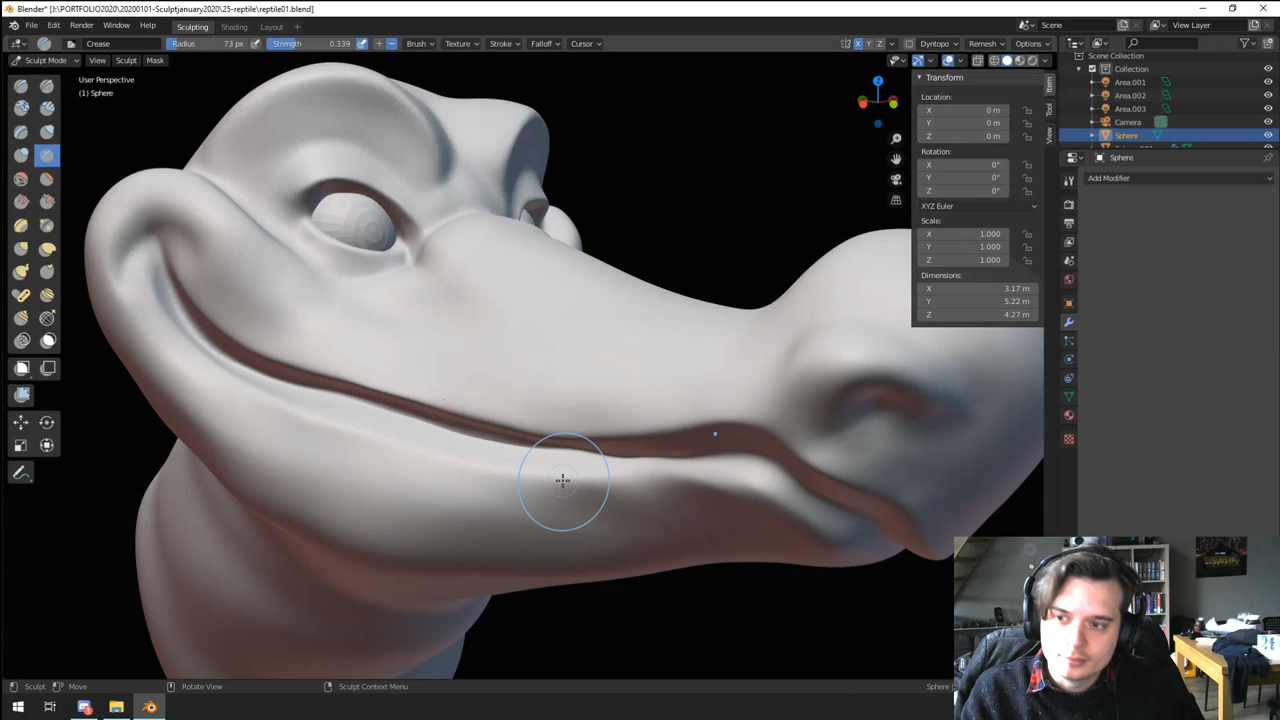 Blender* [J:\PORTFOLIO2020\20200101-Sculptjanuary2020\25-reptile\reptile01.blend]
File Edit Render Window Help Sculpting Shading Layout Scene View Layer
Crease Radius 73 px Strength 0.339 Brush Texture Stroke Falloff Cursor X Y Z Dyntopo Remesh Options
Sculpt Mode View Sculpt Mask
User Perspective
(1) Sphere
Transform
Location:
X 0 m
Y 0 m
Z 0 m
Rotation:
X 0°
Y 0°
Z 0°
XYZ Euler
Scale:
X 1.000
Y 1.000
Z 1.000
Dimensions:
X 3.17 m
Y 5.22 m
Z 4.27 m
Item
Tool
View
Scene Collection
Collection
Area.001
Area.002
Area.003
Camera
Sphere
Sphere
Add Modifier
Sculpt Move Rotate View Sculpt Context Menu Sphere